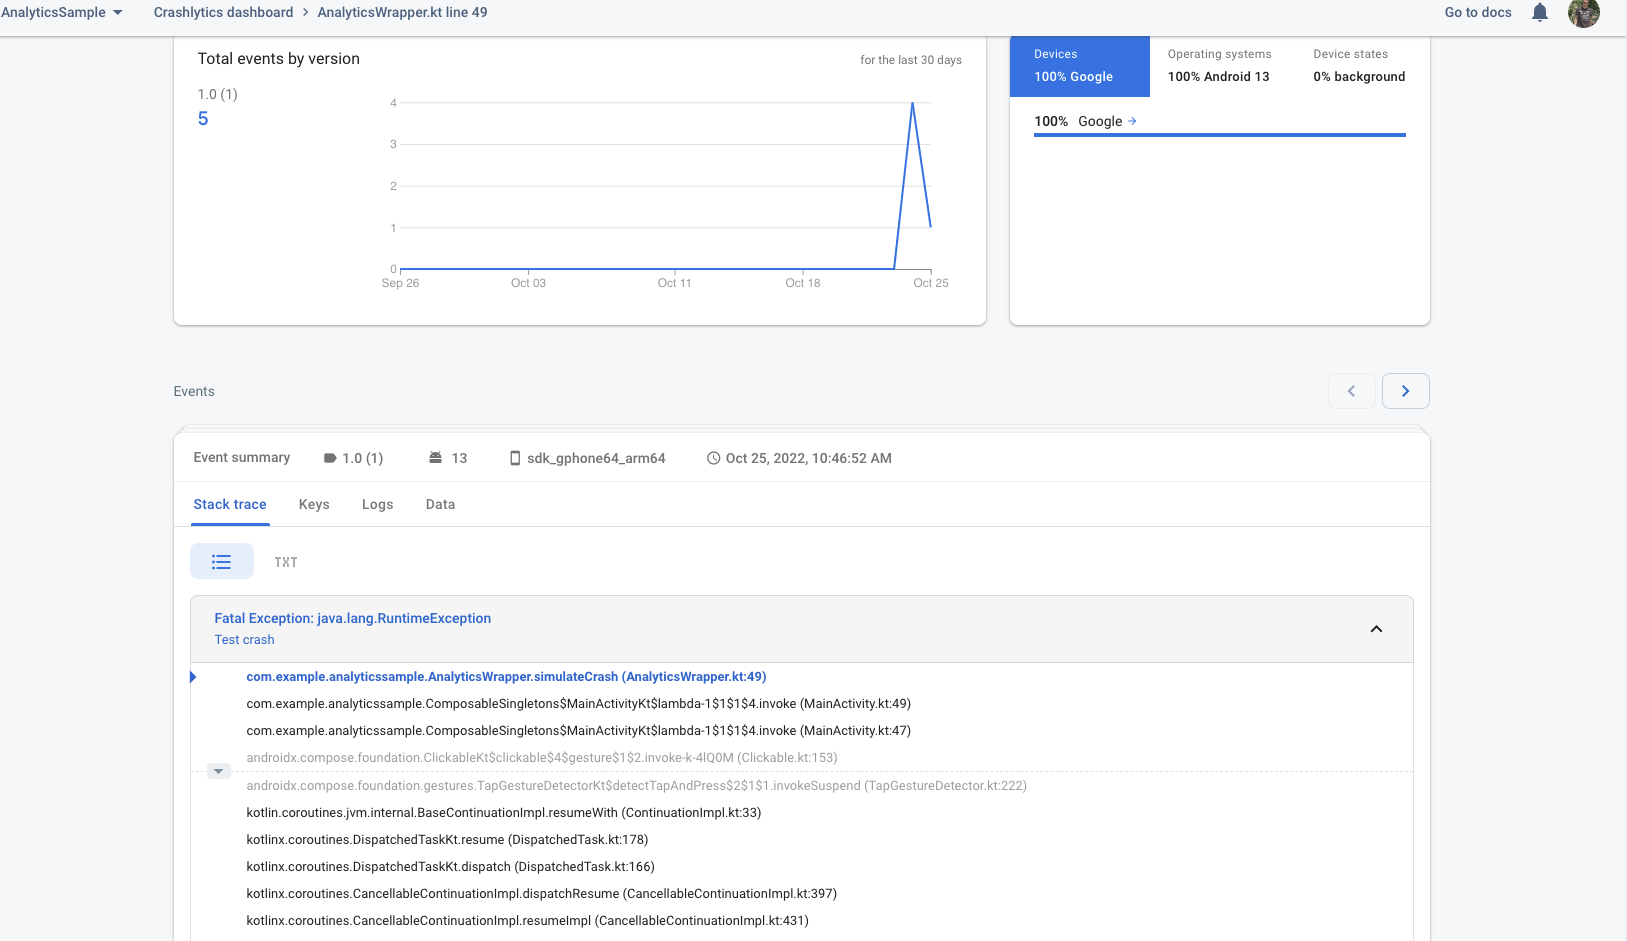 AnalyticsSample
Crashlytics dashboard > AnalyticsWrapper.kt line 49
Go to docs
Total events by version
for the last 30 days
1.0 (1)
5
4
3
2
1
0
Sep 26
Oct 03
Oct 11
Oct 18
Oct 25
Devices
100% Google
Operating systems
100% Android 13
Device states
0% background
100% Google →
Events
Event summary
1.0 (1)
13
sdk_gphone64_arm64
Oct 25, 2022, 10:46:52 AM
Stack trace
Keys
Logs
Data
TXT
Fatal Exception: java.lang.RuntimeException
Test crash
com.example.analyticssample.AnalyticsWrapper.simulateCrash (AnalyticsWrapper.kt:49)
com.example.analyticssample.ComposableSingletons$MainActivityKt$lambda-1$1$1$4.invoke (MainActivity.kt:49)
com.example.analyticssample.ComposableSingletons$MainActivityKt$lambda-1$1$1$4.invoke (MainActivity.kt:47)
androidx.compose.foundation.ClickableKt$clickable$4$gesture$1$2.invoke-k-4lQ0M (Clickable.kt:153)
androidx.compose.foundation.gestures.TapGestureDetectorKt$detectTapAndPress$2$1$1.invokeSuspend (TapGestureDetector.kt:222)
kotlin.coroutines.jvm.internal.BaseContinuationImpl.resumeWith (ContinuationImpl.kt:33)
kotlinx.coroutines.DispatchedTaskKt.resume (DispatchedTask.kt:178)
kotlinx.coroutines.DispatchedTaskKt.dispatch (DispatchedTask.kt:166)
kotlinx.coroutines.CancellableContinuationImpl.dispatchResume (CancellableContinuationImpl.kt:397)
kotlinx.coroutines.CancellableContinuationImpl.resumeImpl (CancellableContinuationImpl.kt:431)